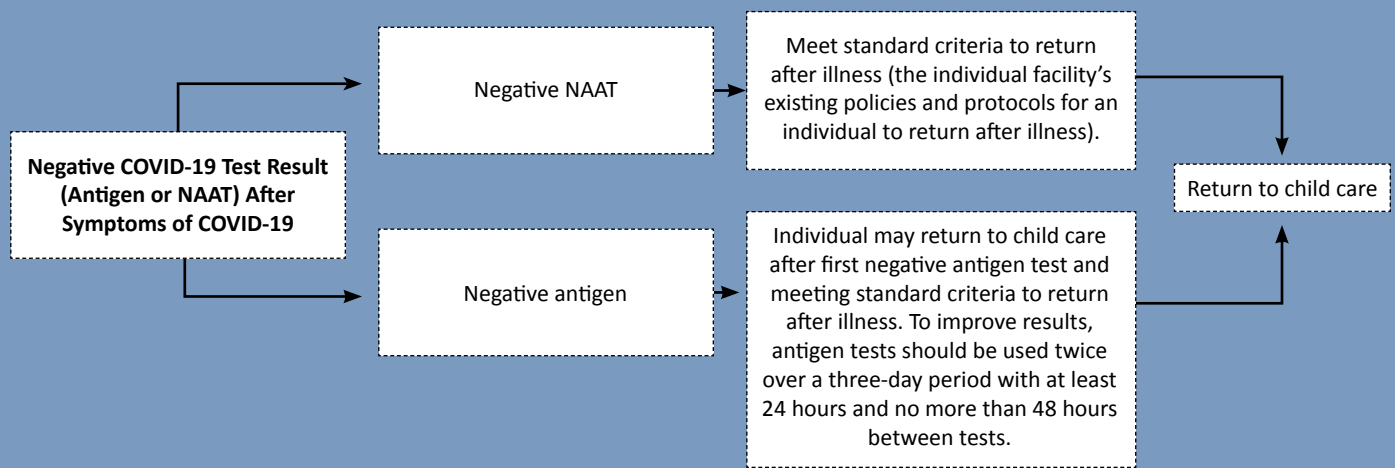 Negative COVID-19 Test Result
(Antigen or NAAT) After
Symptoms of COVID-19
Negative NAAT
Meet standard criteria to return
after illness (the individual facility’s
existing policies and protocols for an
individual to return after illness).
Negative antigen
Individual may return to child care
after first negative antigen test and
meeting standard criteria to return
after illness. To improve results,
antigen tests should be used twice
over a three-day period with at least
24 hours and no more than 48 hours
between tests.
Return to child care